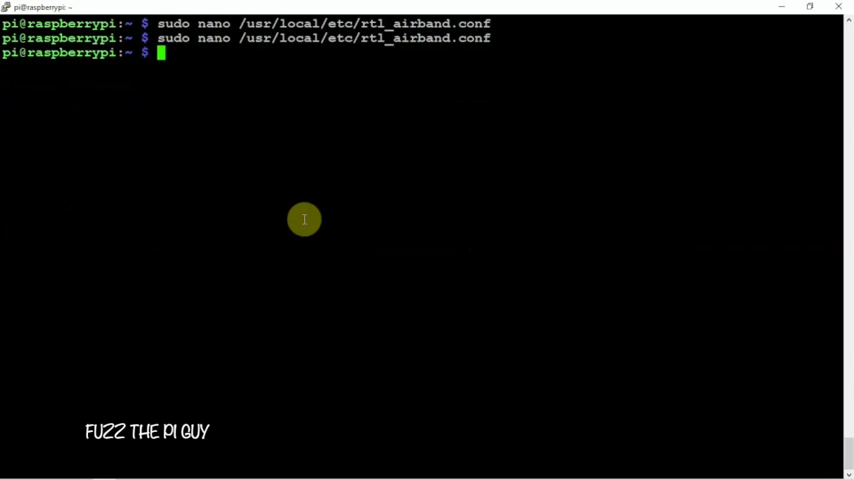 pi@raspberrypi: ~
pi@raspberrypi:~ $ sudo nano /usr/local/etc/rtl_airband.conf
pi@raspberrypi:~ $ sudo nano /usr/local/etc/rtl_airband.conf
pi@raspberrypi:~ $
FUZZ THE PI GUY